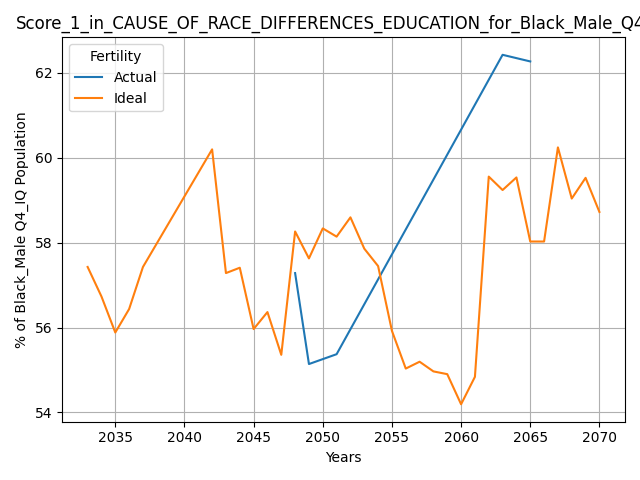 Score_1_in_CAUSE_OF_RACE_DIFFERENCES_EDUCATION_for_Black_Male_Q4
Fertility
Actual
Ideal
62
60
58
56
54
% of Black_Male Q4_IQ Population
2035 2040 2045 2050 2055 2060 2065 2070
Years